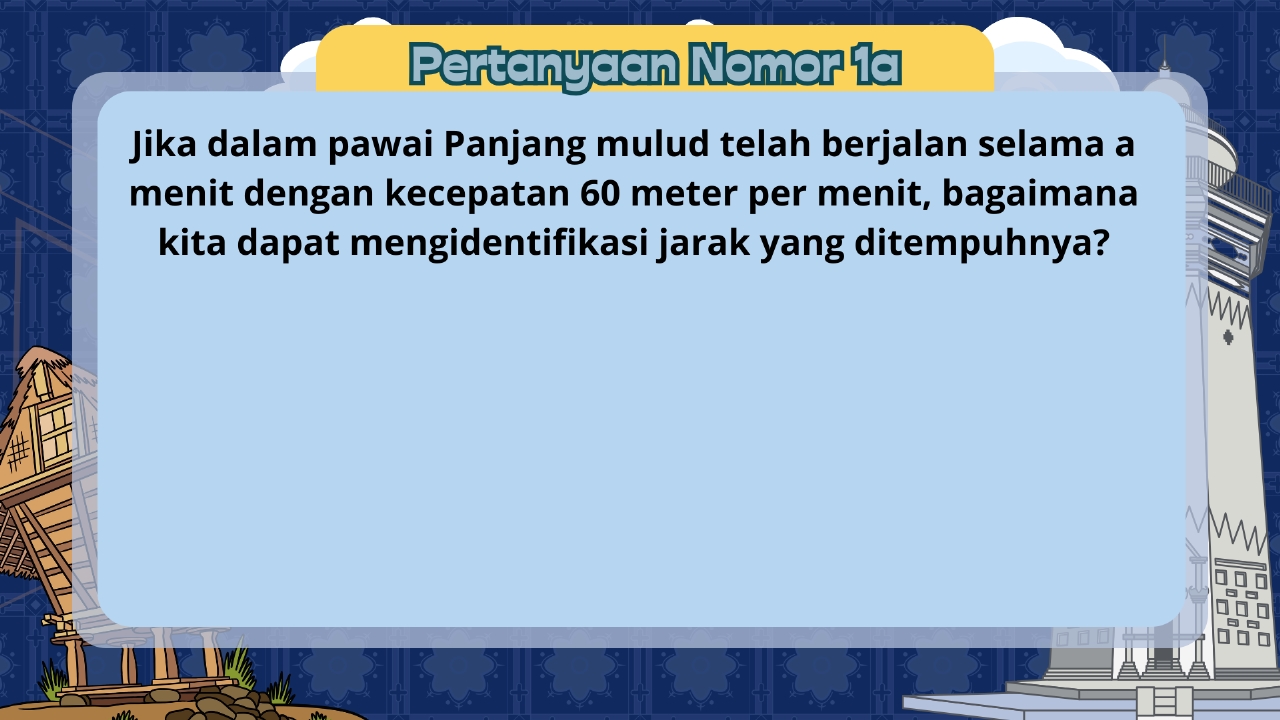 Pertanyaan Nomor 1a
Jika dalam pawai Panjang mulud telah berjalan selama a
menit dengan kecepatan 60 meter per menit, bagaimana
kita dapat mengidentifikasi jarak yang ditempuhnya?